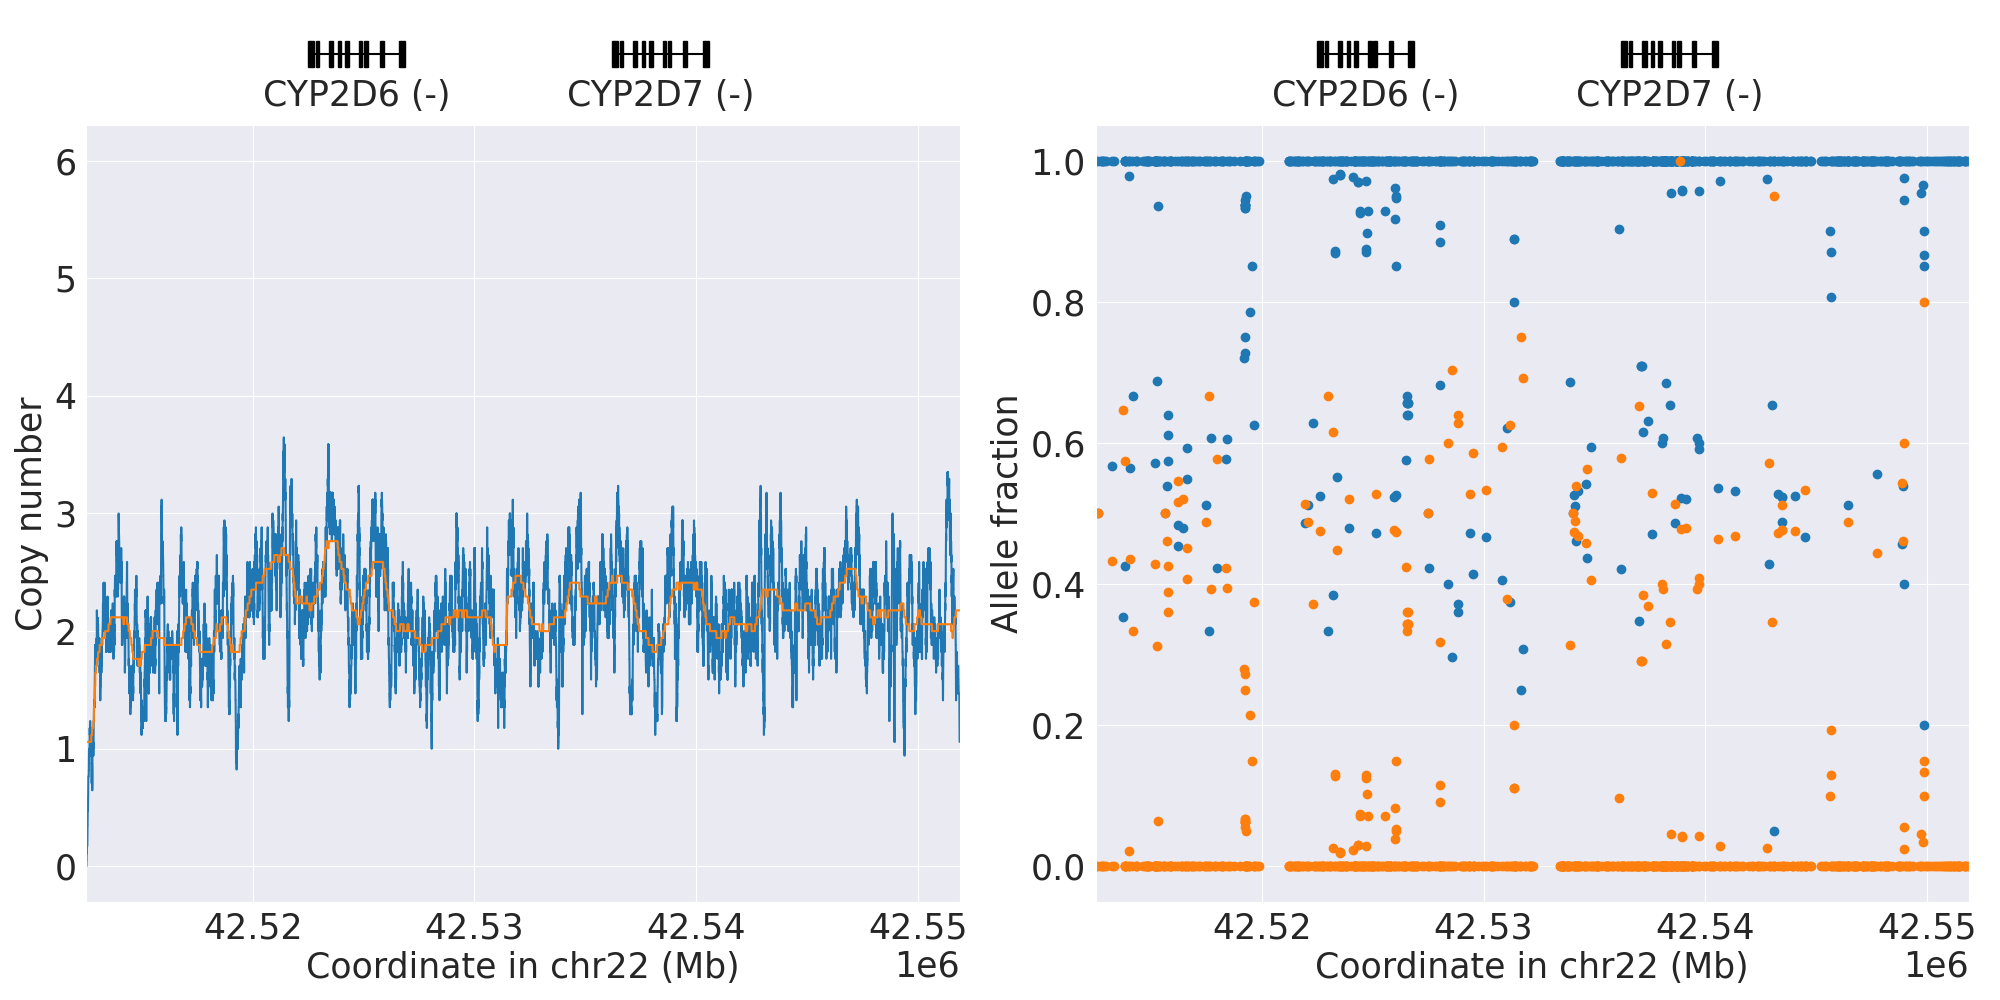 CYP2D6 (-) CYP2D7 (-)
6
5
4
3
2
1
0
Copy number
42.52 42.53 42.54 42.55
Coordinate in chr22 (Mb) 1e6
CYP2D6 (-) CYP2D7 (-)
1.0
0.8
0.6
0.4
0.2
0.0
Allele fraction
42.52 42.53 42.54 42.55
Coordinate in chr22 (Mb) 1e6